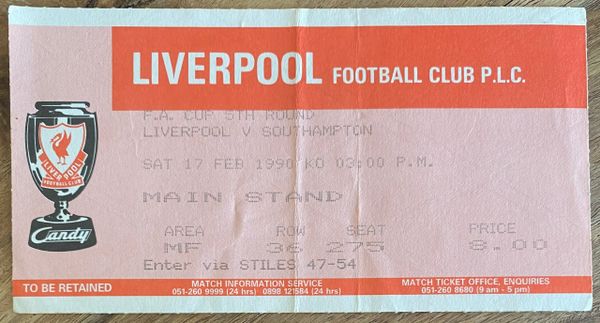 LIVERPOOL FOOTBALL CLUB P.L.C.
F.A. CUP 5TH ROUND
LIVERPOOL V SOUTHAMPTON
SAT 17 FEB 1990 KO 03:00 P.M.
MAIN STAND
AREA ROW SEAT PRICE
MF 36 275 8.00
Enter via STILES 47-54
LIVERPOOL
FOOTBALL CLUB
Candy
TO BE RETAINED
MATCH INFORMATION SERVICE
051-260 9999 (24 hrs) 0898 121584 (24 hrs)
MATCH TICKET OFFICE, ENQUIRIES
051-260 8680 (9 am - 5 pm)